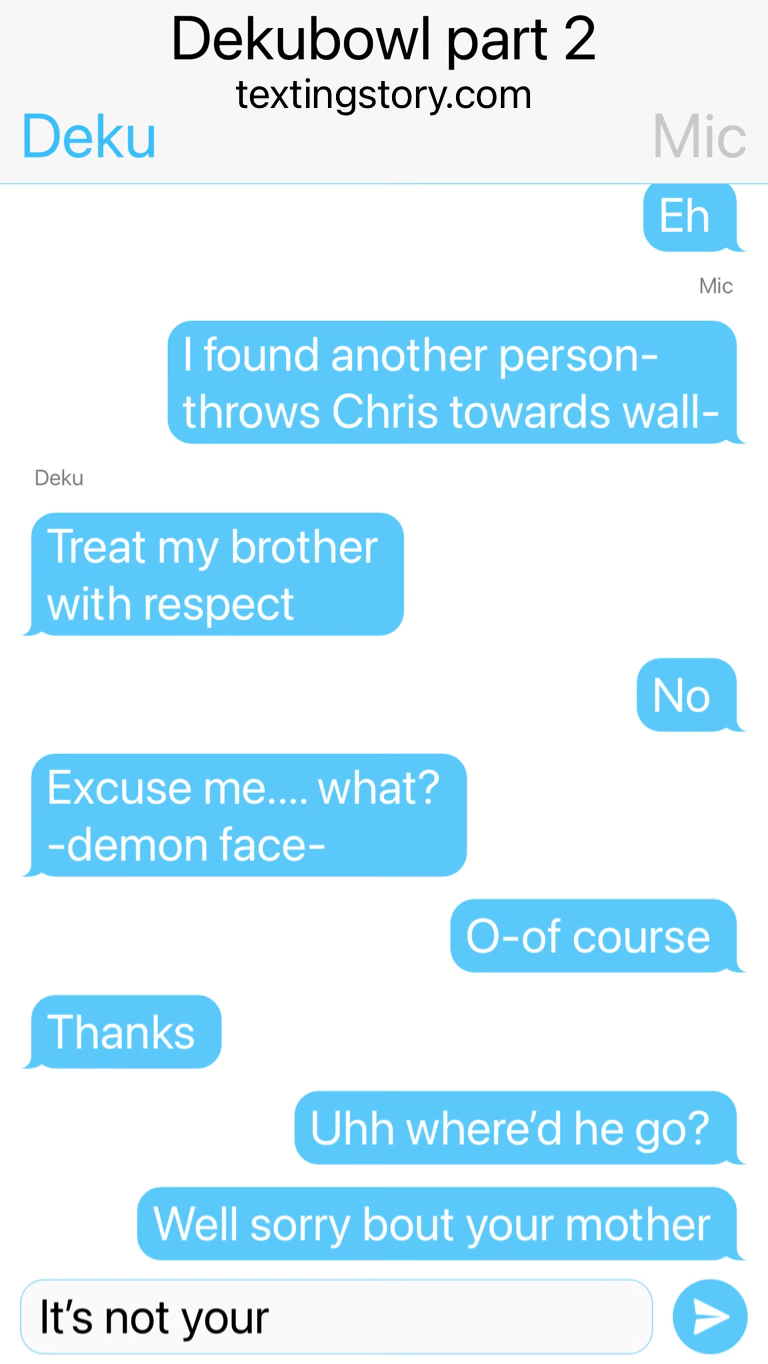 Dekubowl part 2
textingstory.com
Deku
Mic
Eh
Mic
I found another person-
throws Chris towards wall-
Deku
Treat my brother
with respect
No
Excuse me.... what?
-demon face-
O-of course
Thanks
Uhh where’d he go?
Well sorry bout your mother
It’s not your